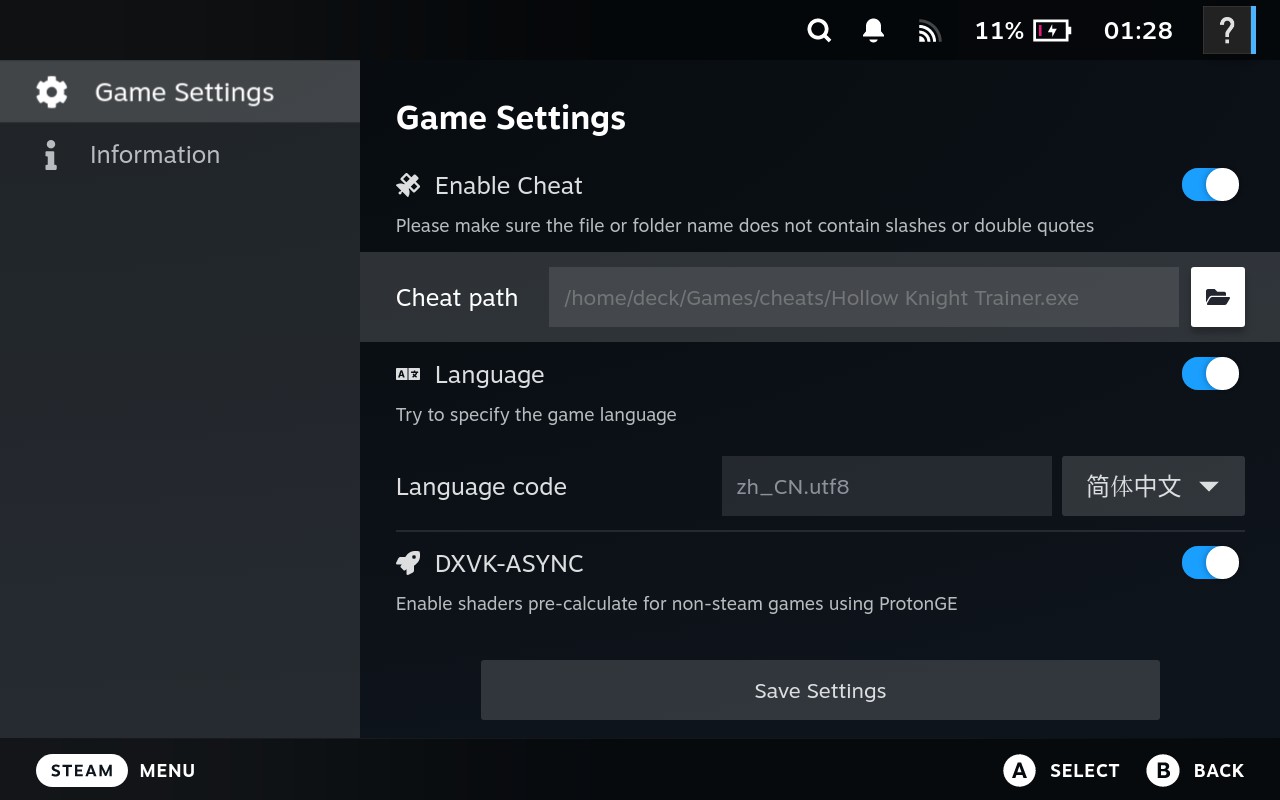 11% 01:28 ?
Game Settings
Information
Game Settings
Enable Cheat
Please make sure the file or folder name does not contain slashes or double quotes
Cheat path /home/deck/Games/cheats/Hollow Knight Trainer.exe
Language
Try to specify the game language
Language code zh_CN.utf8 简体中文
DXVK-ASYNC
Enable shaders pre-calculate for non-steam games using ProtonGE
Save Settings
STEAM MENU A SELECT B BACK